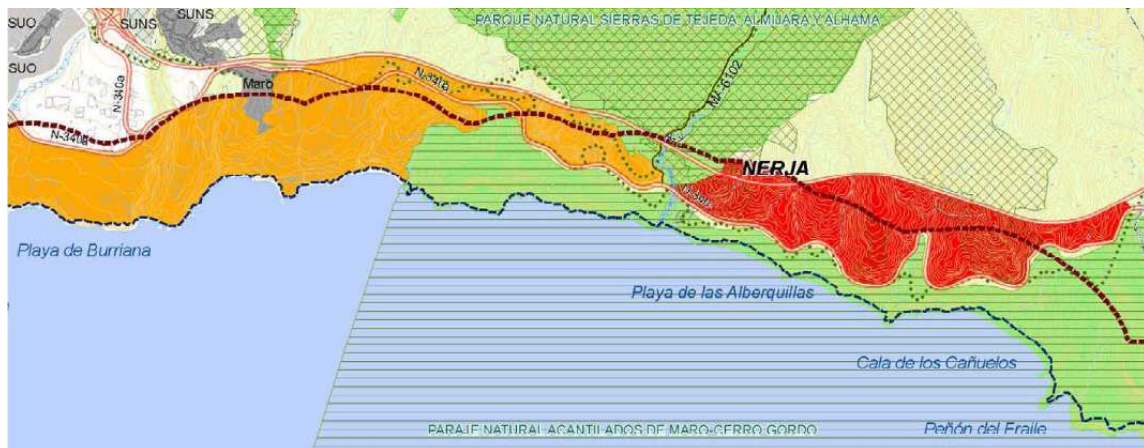 SUNS
PARQUE NATURAL SIERRAS DE TEJEDA, ALMIJARA Y ALHAMA
SUO
SUNS
SUO
N-340a
Maro
N-340a
MA-6102
N-340a
NERJA
N-340a
Playa de Burriana
Playa de las Alberquillas
Cala de los Cañuelos
PARAJE NATURAL ACANTILADOS DE MARO-CERRO GORDO
Peñón del Fraile